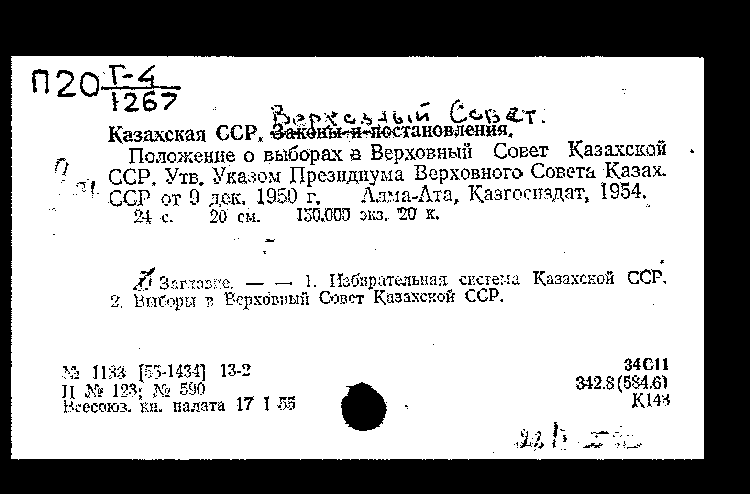 П20 Т-4
1267
Верховный Совет.
Казахская ССР. Законы и постановления.
Положение о выборах в Верховный Совет Казахской
ССР. Утв. Указом Президиума Верховного Совета Казах.
ССР от 9 дек. 1950 г. Алма-Ата, Казгосиздат, 1954.
24 с. 20 см. 150.000 экз. 20 к.
Заглавие. — — 1. Избирательная система Казахской ССР.
2. Выборы в Верховный Совет Казахской ССР.
№ 1133 [55-1434] 13-2
П № 123; № 590
Всесоюз. кн. палата 17 I 55
34С11
342.8(584.6)
К143